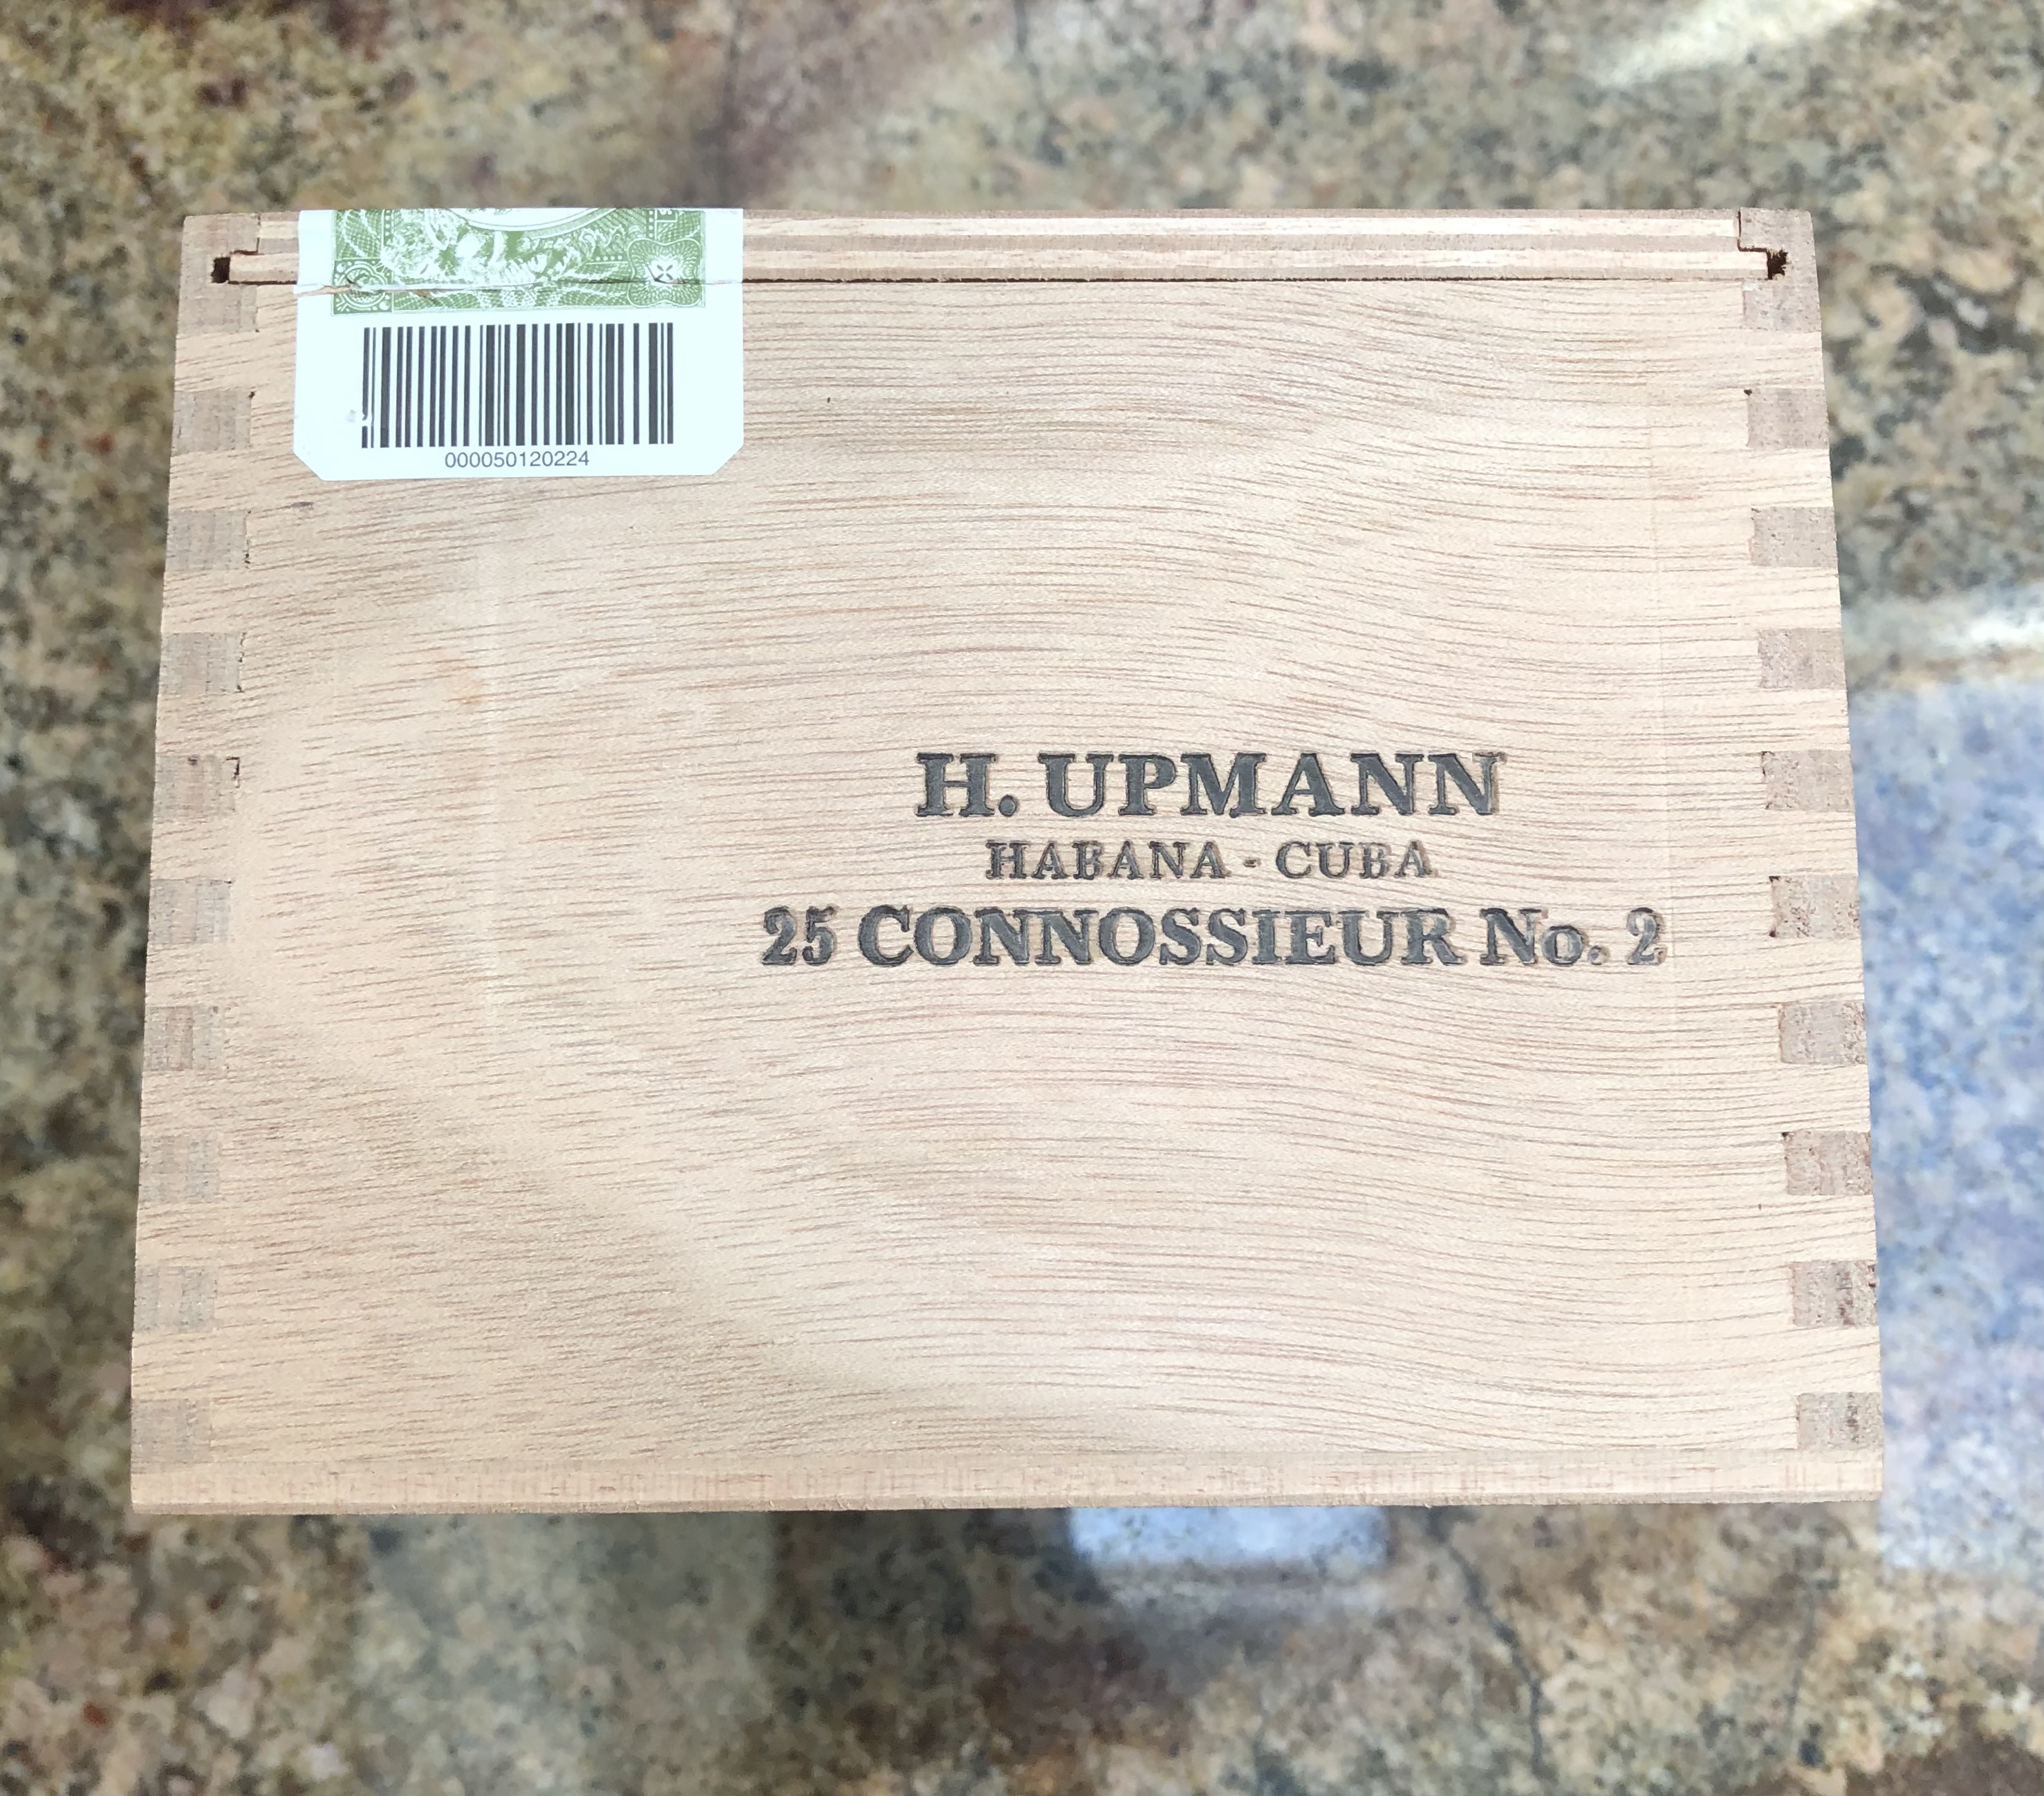 000050120224
H. UPMANN
HABANA - CUBA
25 CONNOSSIEUR No. 2